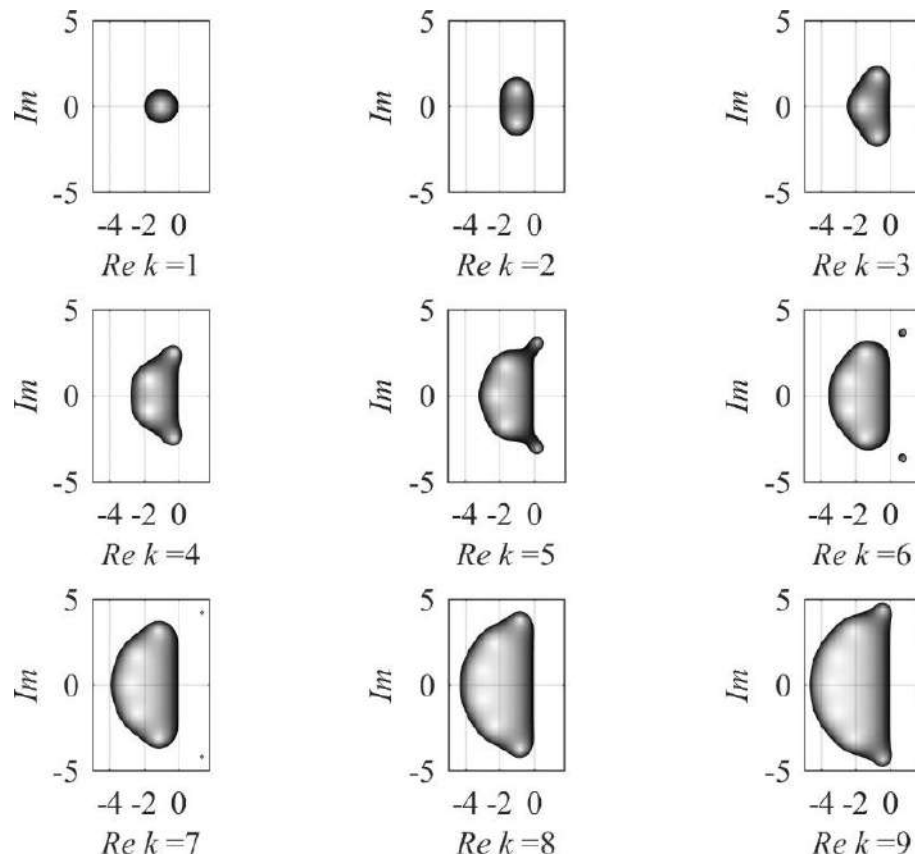 5 5 5
Im 0 Im 0 Im 0
-5 -5 -5
-4 -2 0 -4 -2 0 -4 -2 0
Re k =1 Re k =2 Re k =3
5 5 5
Im 0 Im 0 Im 0
-5 -5 -5
-4 -2 0 -4 -2 0 -4 -2 0
Re k =4 Re k =5 Re k =6
5 5 5
Im 0 Im 0 Im 0
-5 -5 -5
-4 -2 0 -4 -2 0 -4 -2 0
Re k =7 Re k =8 Re k =9